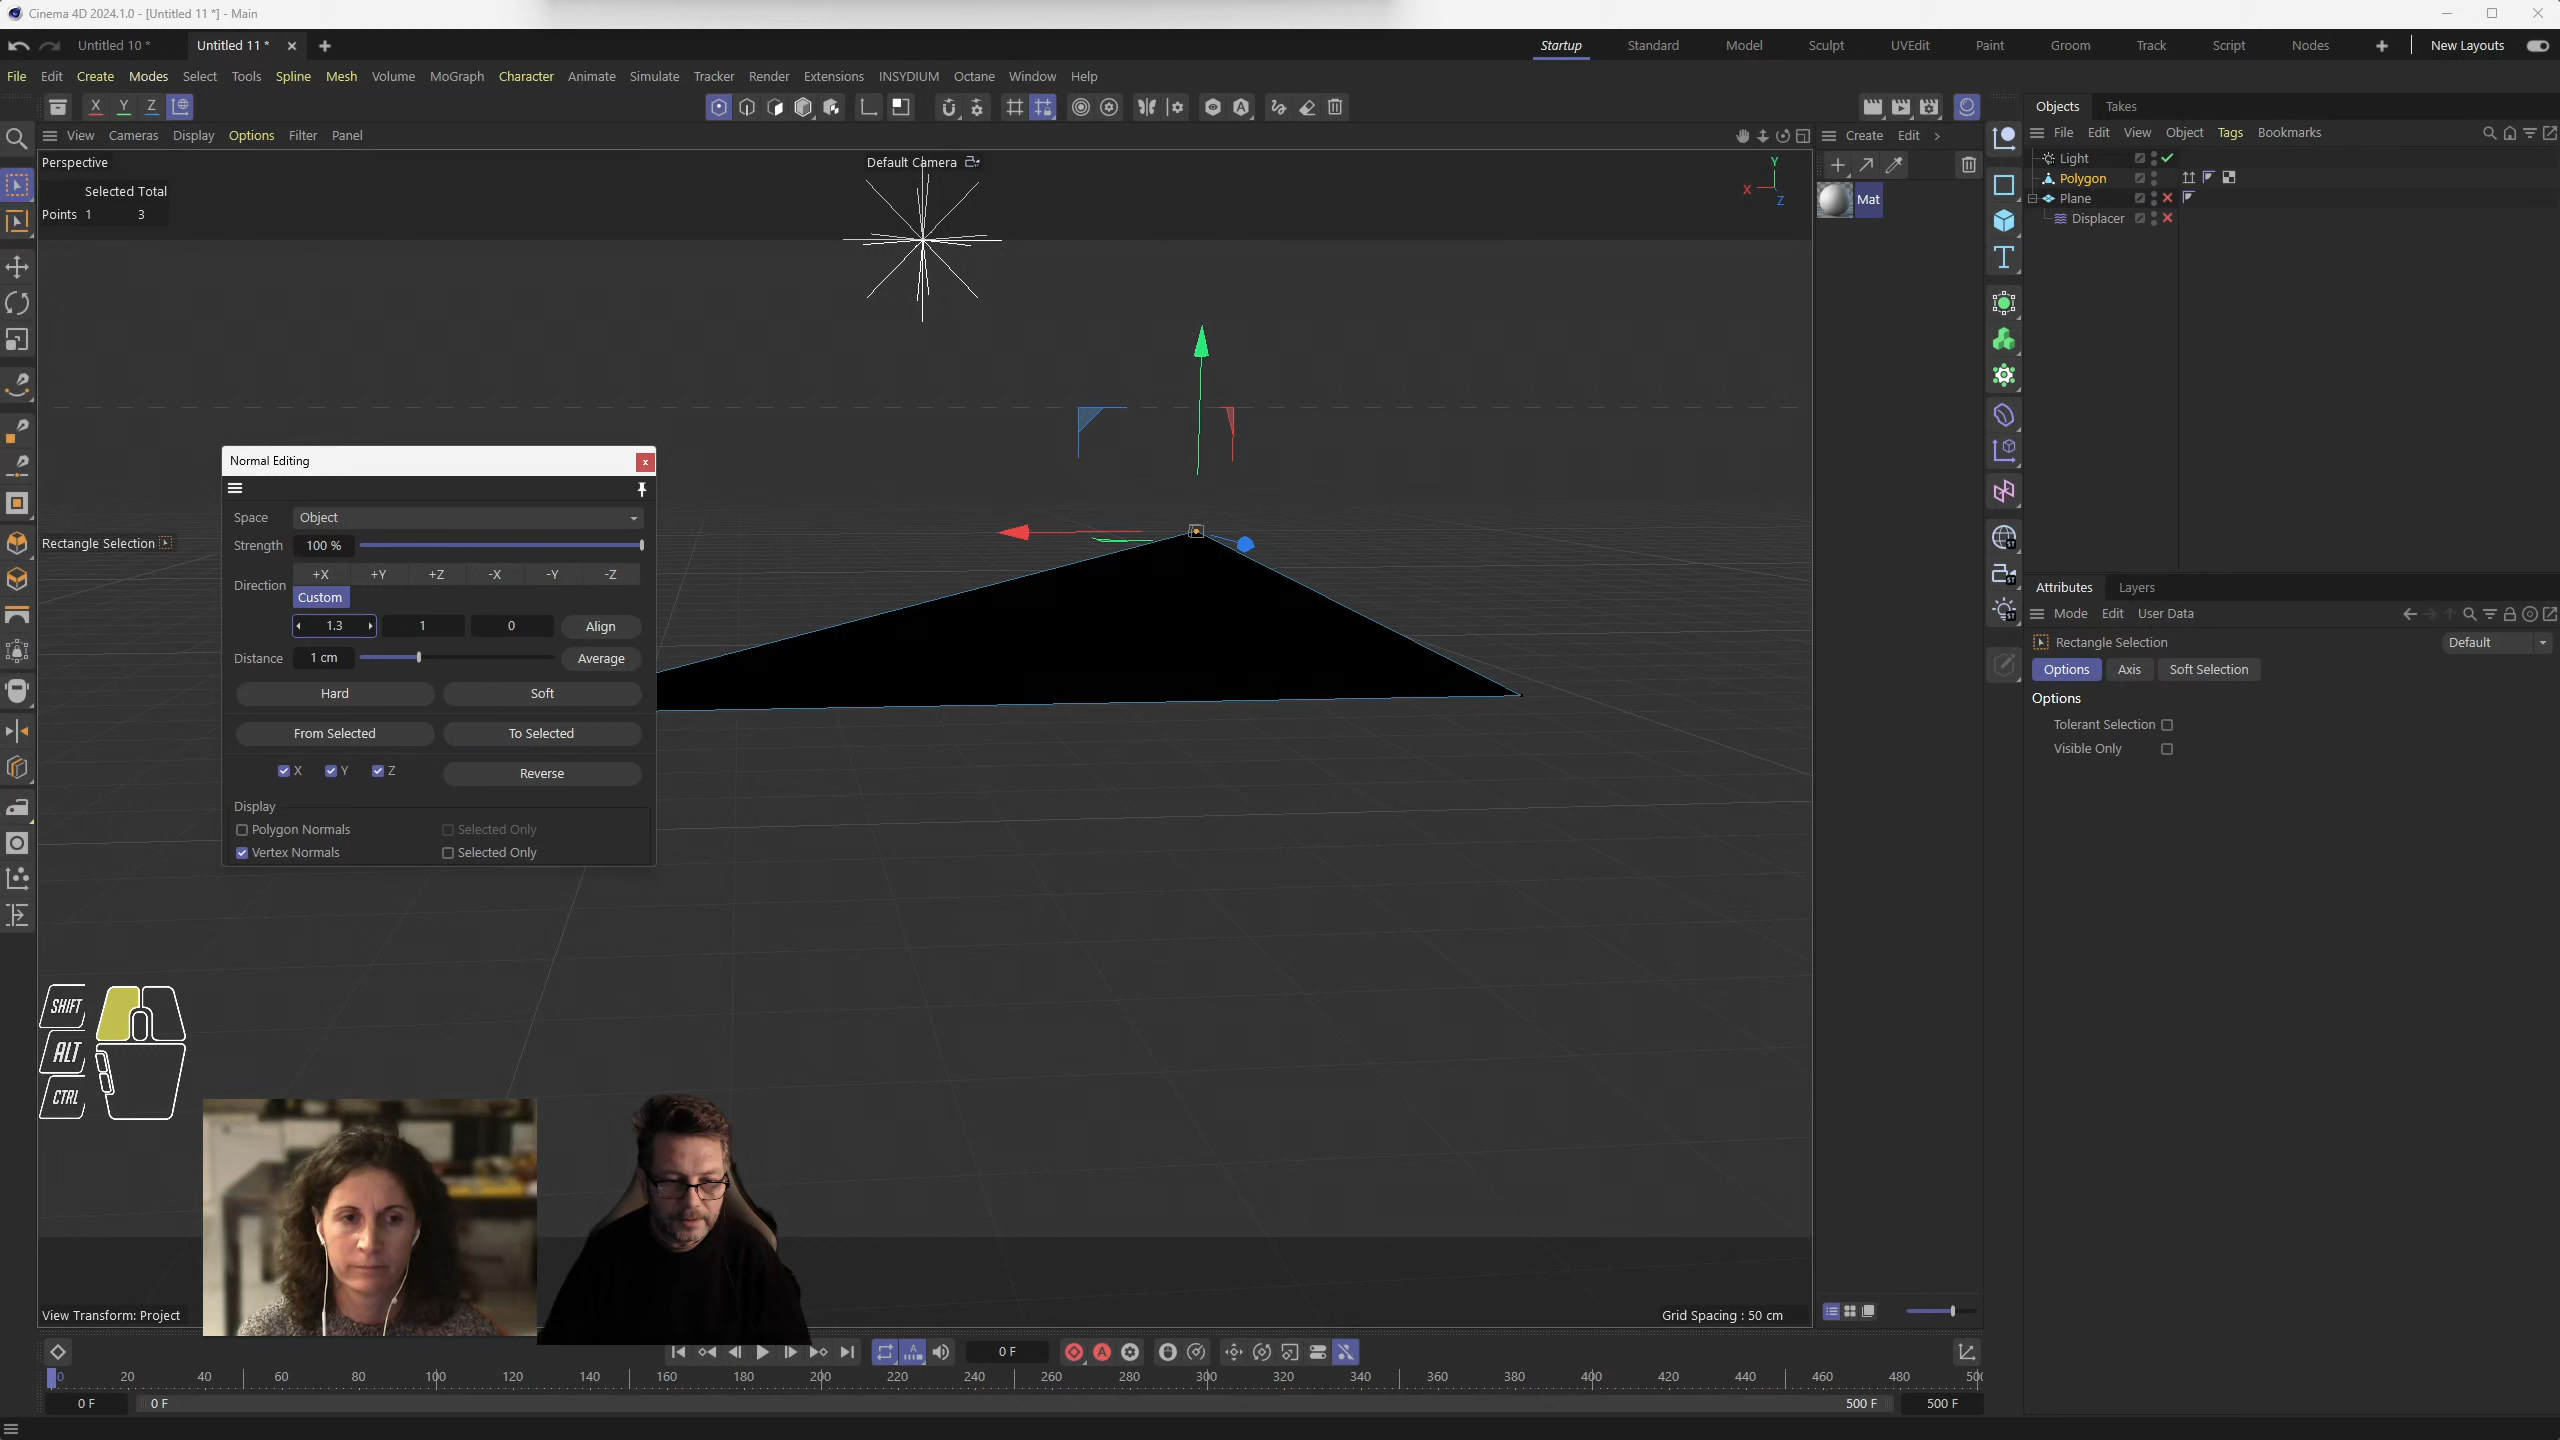 Cinema 4D 2024.1.0 - [Untitled 11 *] - Main
Untitled 10 * Untitled 11 * Startup Standard Model Sculpt UVEdit Paint Groom Track Script Nodes New Layouts
File Edit Create Modes Select Tools Spline Mesh Volume MoGraph Character Animate Simulate Tracker Render Extensions INSYDIUM Octane Window Help
X Y Z
Objects Takes
View Cameras Display Options Filter Panel
Create Edit
File Edit View Object Tags Bookmarks
Perspective
Default Camera
Selected Total
Points 1 3
Y
X
Z
Mat
Light
Polygon
Plane
Displacer
Rectangle Selection
Normal Editing
Space Object
Strength 100 %
Direction
+X +Y +Z -X -Y -Z
Custom
1.3 1 0 Align
Distance 1 cm Average
Hard Soft
From Selected To Selected
X Y Z Reverse
Display
Polygon Normals Selected Only
Vertex Normals Selected Only
Attributes Layers
Mode Edit User Data
Rectangle Selection Default
Options Axis Soft Selection
Options
Tolerant Selection
Visible Only
SHIFT
ALT
CTRL
View Transform: Project
Grid Spacing : 50 cm
0 F
0 20 40 60 80 100 120 140 160 180 200 220 240 260 280 300 320 340 360 380 400 420 440 460 480
0 F 0 F 500 F 500 F